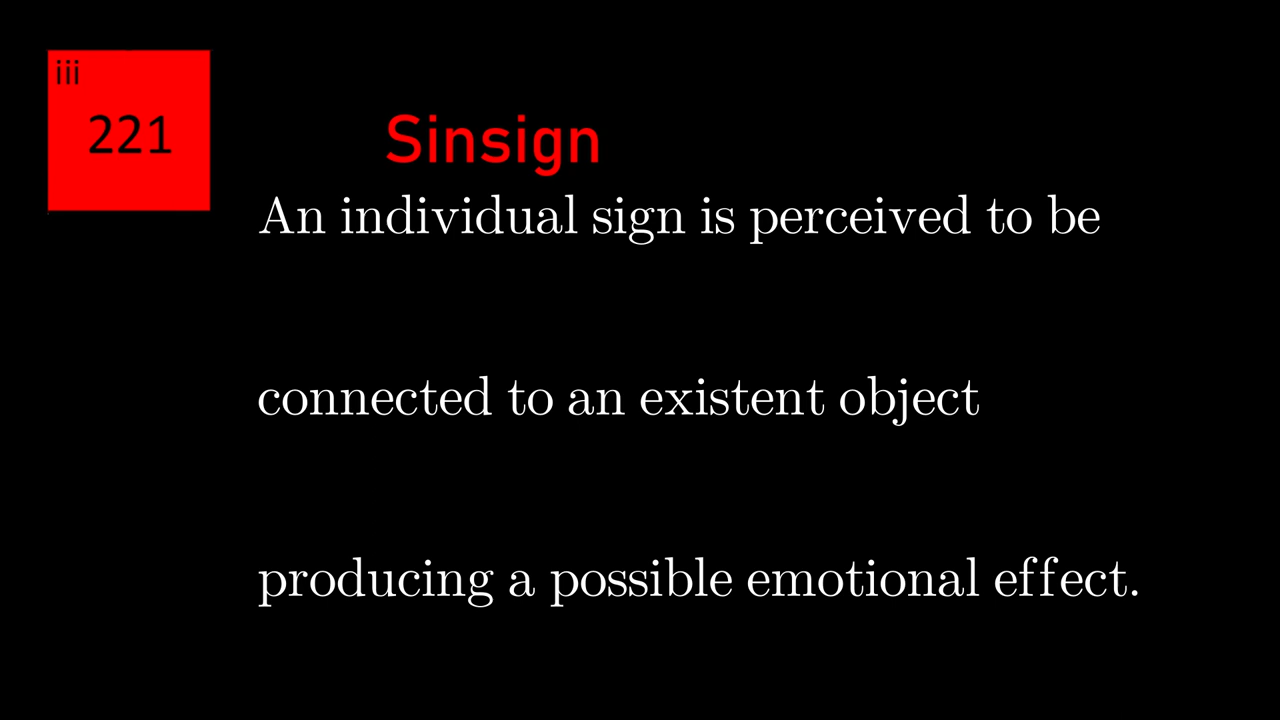 iii
221
Sinsign
An individual sign is perceived to be
connected to an existent object
producing a possible emotional effect.